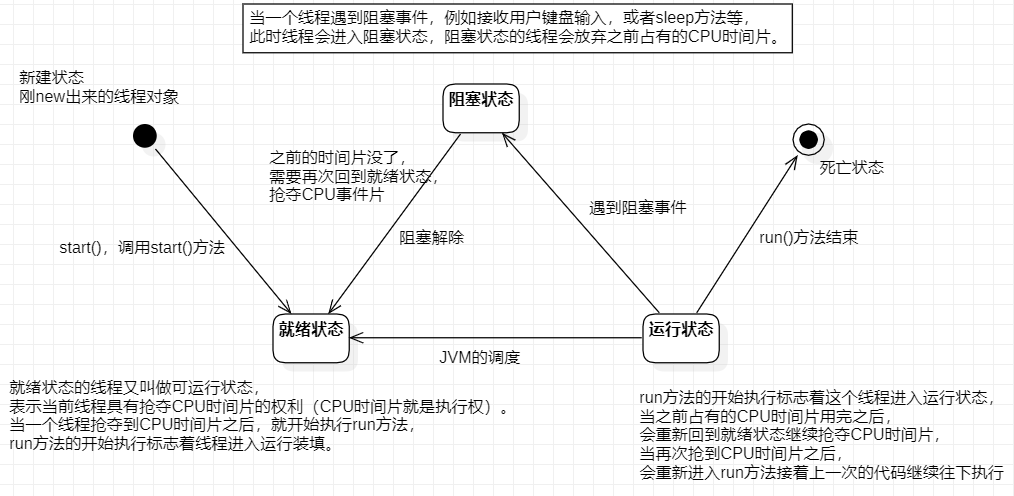 当一个线程遇到阻塞事件，例如接收用户键盘输入，或者sleep方法等，
此时线程会进入阻塞状态，阻塞状态的线程会放弃之前占有的CPU时间片。
新建状态
刚new出来的线程对象
阻塞状态
之前的时间片没了，
需要再次回到就绪状态，
抢夺CPU事件片
死亡状态
遇到阻塞事件
start()，调用start()方法
阻塞解除
run()方法结束
就绪状态
运行状态
JVM的调度
就绪状态的线程又叫做可运行状态，
表示当前线程具有抢夺CPU时间片的权利（CPU时间片就是执行权）。
当一个线程抢夺到CPU时间片之后，就开始执行run方法，
run方法的开始执行标志着线程进入运行装填。
run方法的开始执行标志着这个线程进入运行状态，
当之前占有的CPU时间片用完之后，
会重新回到就绪状态继续抢夺CPU时间片，
当再次抢到CPU时间片之后，
会重新进入run方法接着上一次的代码继续往下执行